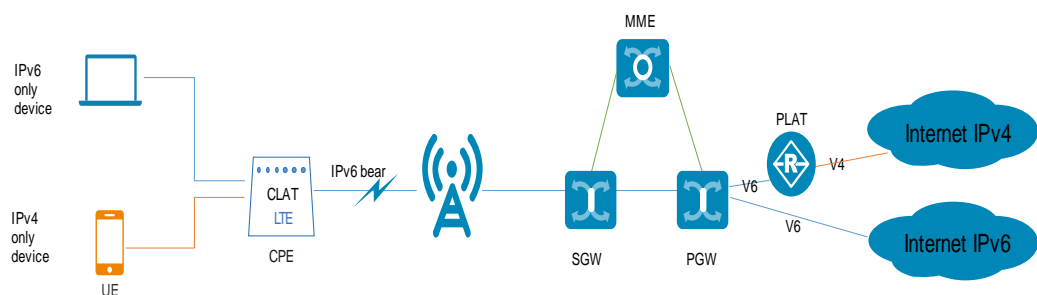 MME
IPv6
only
device
PLAT
Internet IPv4
V4
IPv6 bear
CLAT
LTE
V6
IPv4
only
device
V6
Internet IPv6
CPE
SGW
PGW
UE
R